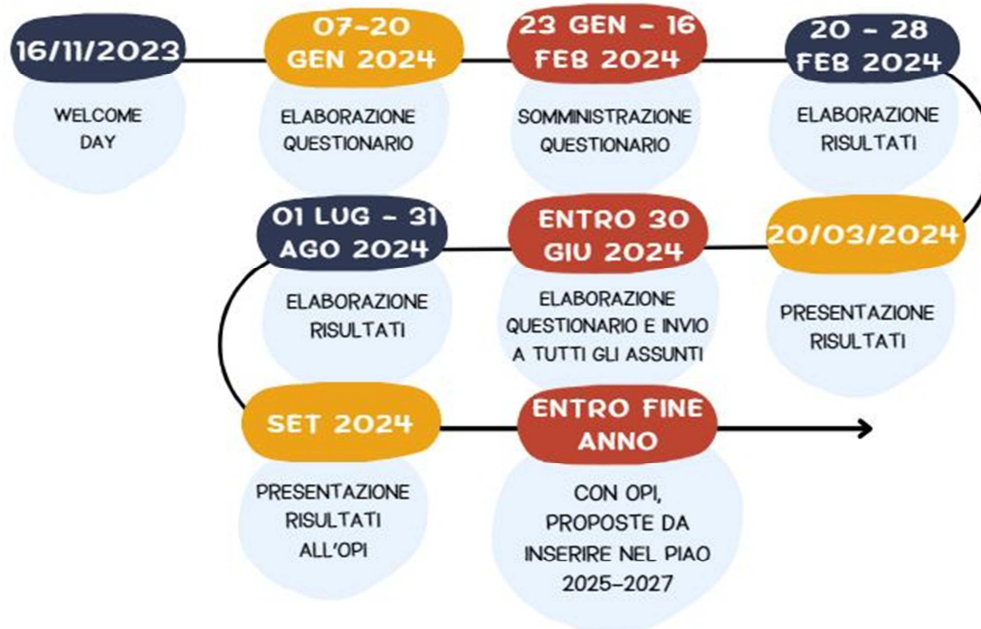 16/11/2023
WELCOME
DAY
07-20
GEN 2024
ELABORAZIONE
QUESTIONARIO
23 GEN - 16
FEB 2024
SOMMINISTRAZIONE
QUESTIONARIO
20 - 28
FEB 2024
ELABORAZIONE
RISULTATI
20/03/2024
PRESENTAZIONE
RISULTATI
ENTRO 30
GIU 2024
ELABORAZIONE
QUESTIONARIO E INVIO
A TUTTI GLI ASSUNTI
01 LUG - 31
AGO 2024
ELABORAZIONE
RISULTATI
SET 2024
PRESENTAZIONE
RISULTATI
ALL'OPI
ENTRO FINE
ANNO
CON OPI,
PROPOSTE DA
INSERIRE NEL PIAO
2025-2027